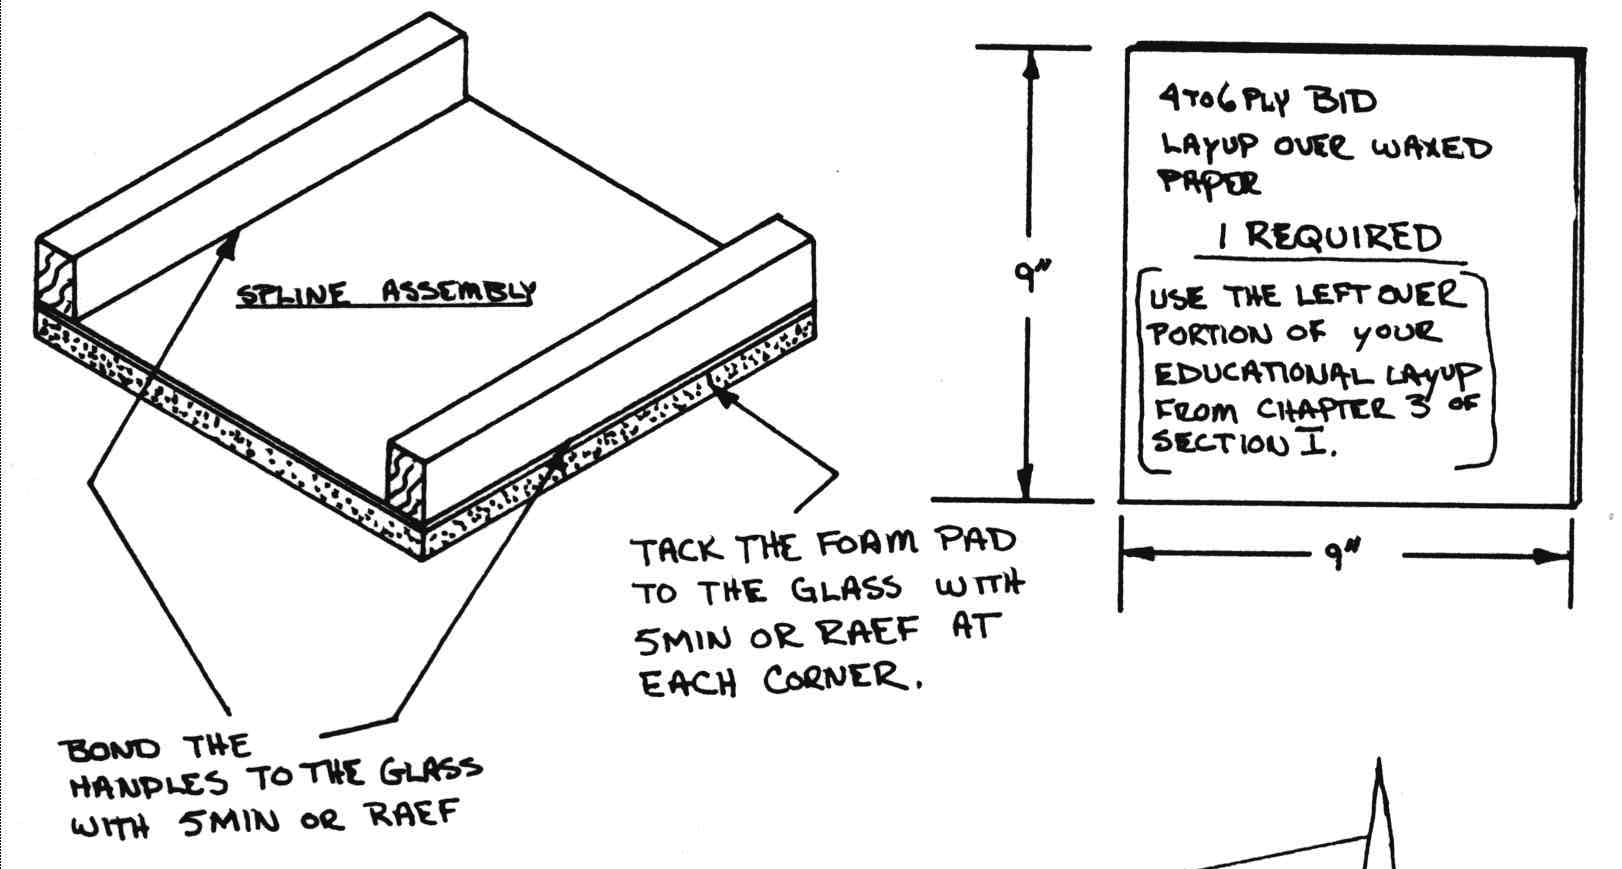 SPLINE ASSEMBLY
BOND THE
HANDLES TO THE GLASS
WITH 5MIN OR RAEF
TACK THE FOAM PAD
TO THE GLASS WITH
5MIN OR RAEF AT
EACH CORNER.
9"
4 TO 6 PLY BID
LAYUP OVER WAXED
PAPER
1 REQUIRED
USE THE LEFT OVER
PORTION OF YOUR
EDUCATIONAL LAYUP
FROM CHAPTER 3 OF
SECTION I.
9"